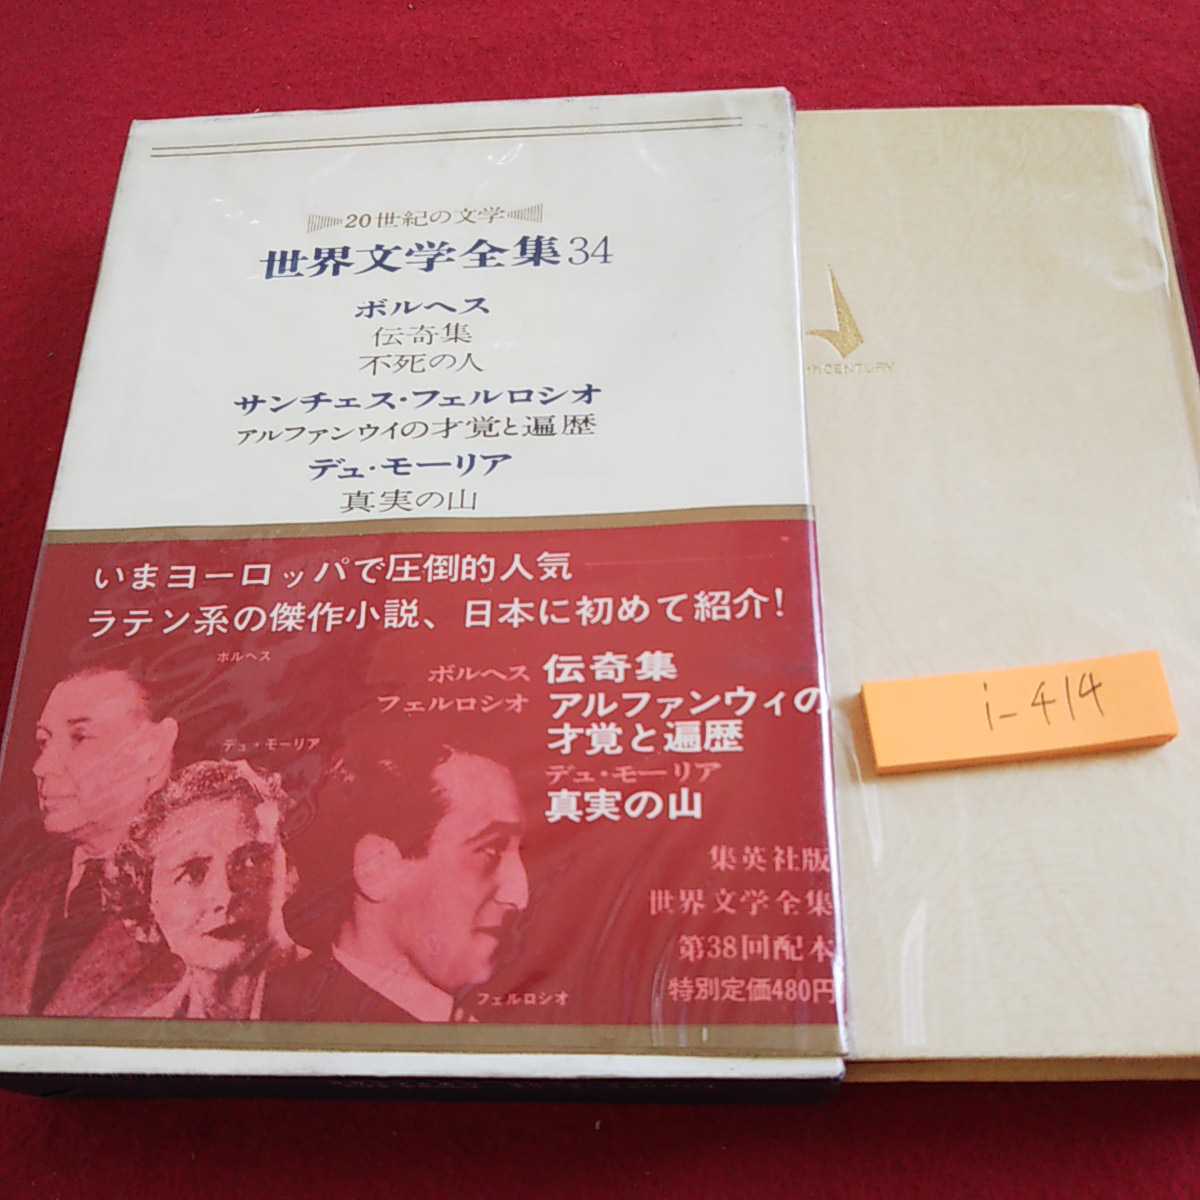 20世紀の文学
世界文学全集34
ボルヘス
伝奇集
不死の人
サンチェス・フェルロシオ
アルファンウイの才覚と遍歴
デュ・モーリア
真実の山
いまヨーロッパで圧倒的人気
ラテン系の傑作小説、日本に初めて紹介!
ボルヘス
デュ・モーリア
フェルロシオ
ボルヘス 伝奇集
フェルロシオ アルファンウィの
才覚と遍歴
デュ・モーリア
真実の山
集英社版
世界文学全集
第38回配本
特別定価480円
CENTURY
i-414